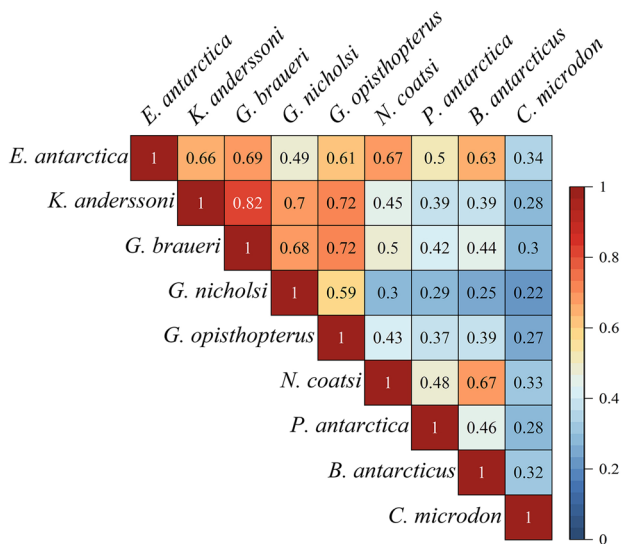 E. antarctica
K. anderssoni
G. braueri
G. nicholsi
G. opisthopterus
N. coatsi
P. antarctica
B. antarcticus
C. microdon
E. antarctica 1 0.66 0.69 0.49 0.61 0.67 0.5 0.63 0.34
K. anderssoni 1 0.82 0.7 0.72 0.45 0.39 0.39 0.28
G. braueri 1 0.68 0.72 0.5 0.42 0.44 0.3
G. nicholsi 1 0.59 0.3 0.29 0.25 0.22
G. opisthopterus 1 0.43 0.37 0.39 0.27
N. coatsi 1 0.48 0.67 0.33
P. antarctica 1 0.46 0.28
B. antarcticus 1 0.32
C. microdon 1
1
0.8
0.6
0.4
0.2
0